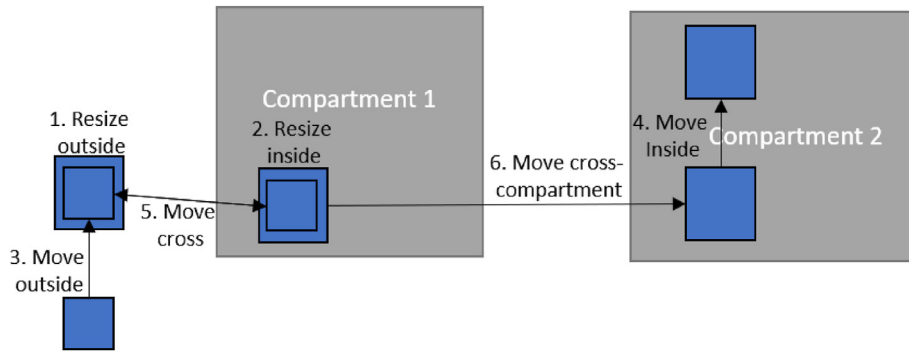 Compartment 1
1. Resize
outside
2. Resize
inside
4. Move
Inside
Compartment 2
6. Move cross-
compartment
5. Move
cross
3. Move
outside